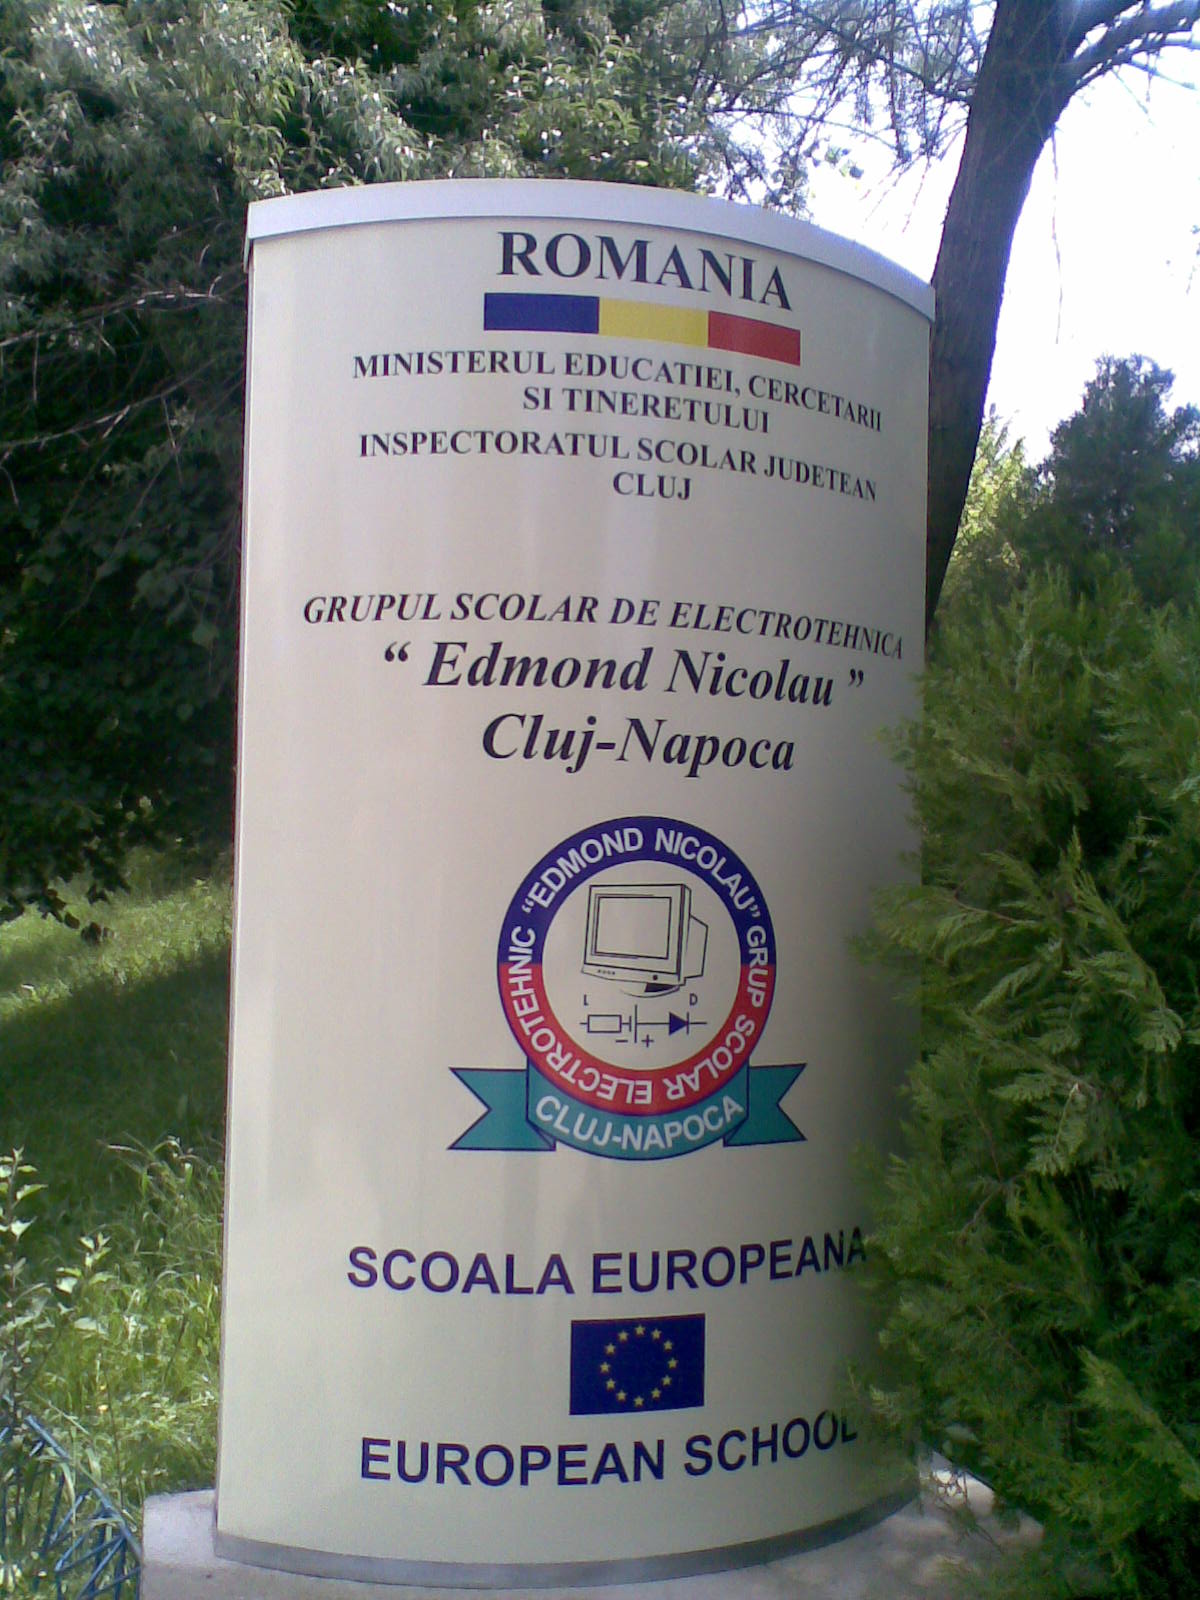 ROMANIA
MINISTERUL EDUCATIEI, CERCETARII
SI TINERETULUI
INSPECTORATUL SCOLAR JUDETEAN
CLUJ
GRUPUL SCOLAR DE ELECTROTEHNICA
“ Edmond Nicolau ”
Cluj-Napoca
GRUP SCOLAR ELECTROTEHNIC “EDMOND NICOLAU”
L D
- +
CLUJ-NAPOCA
SCOALA EUROPEANA
EUROPEAN SCHOOL